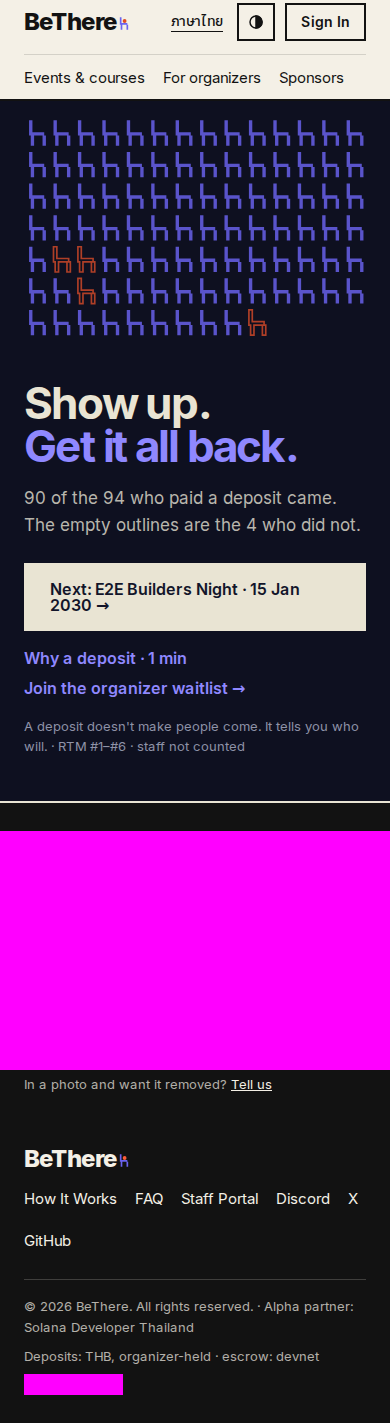 BeThere
ภาษาไทย
Sign In
Events & courses For organizers Sponsors
Show up.
Get it all back.
90 of the 94 who paid a deposit came.
The empty outlines are the 4 who did not.
Next: E2E Builders Night · 15 Jan
2030 →
Why a deposit · 1 min
Join the organizer waitlist →
A deposit doesn't make people come. It tells you who
will. · RTM #1–#6 · staff not counted
In a photo and want it removed? Tell us
BeThere
How It Works FAQ Staff Portal Discord X
GitHub
© 2026 BeThere. All rights reserved. · Alpha partner:
Solana Developer Thailand
Deposits: THB, organizer-held · escrow: devnet